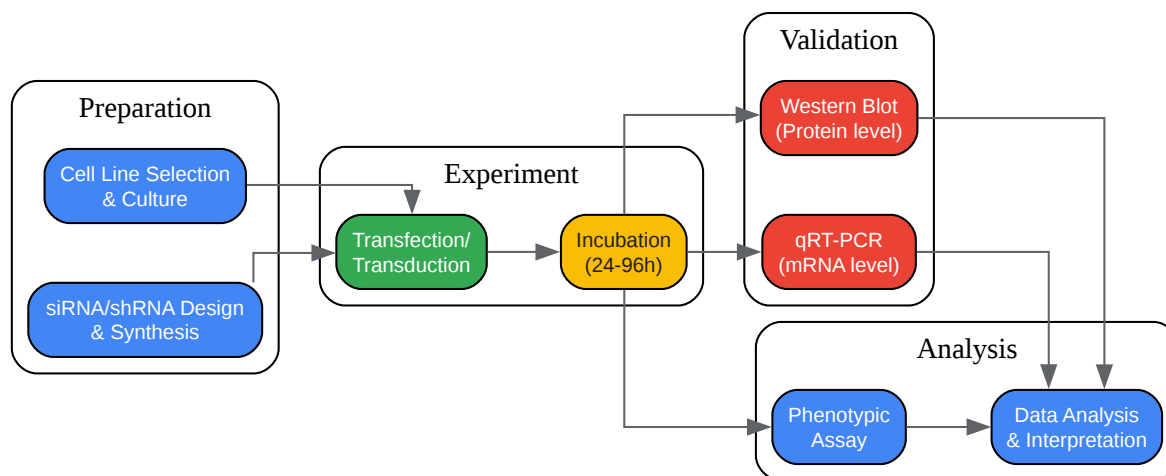 Preparation
Cell Line Selection
& Culture
siRNA/shRNA Design
& Synthesis
Experiment
Transfection/
Transduction
Incubation
(24-96h)
Validation
Western Blot
(Protein level)
qRT-PCR
(mRNA level)
Analysis
Phenotypic
Assay
Data Analysis
& Interpretation